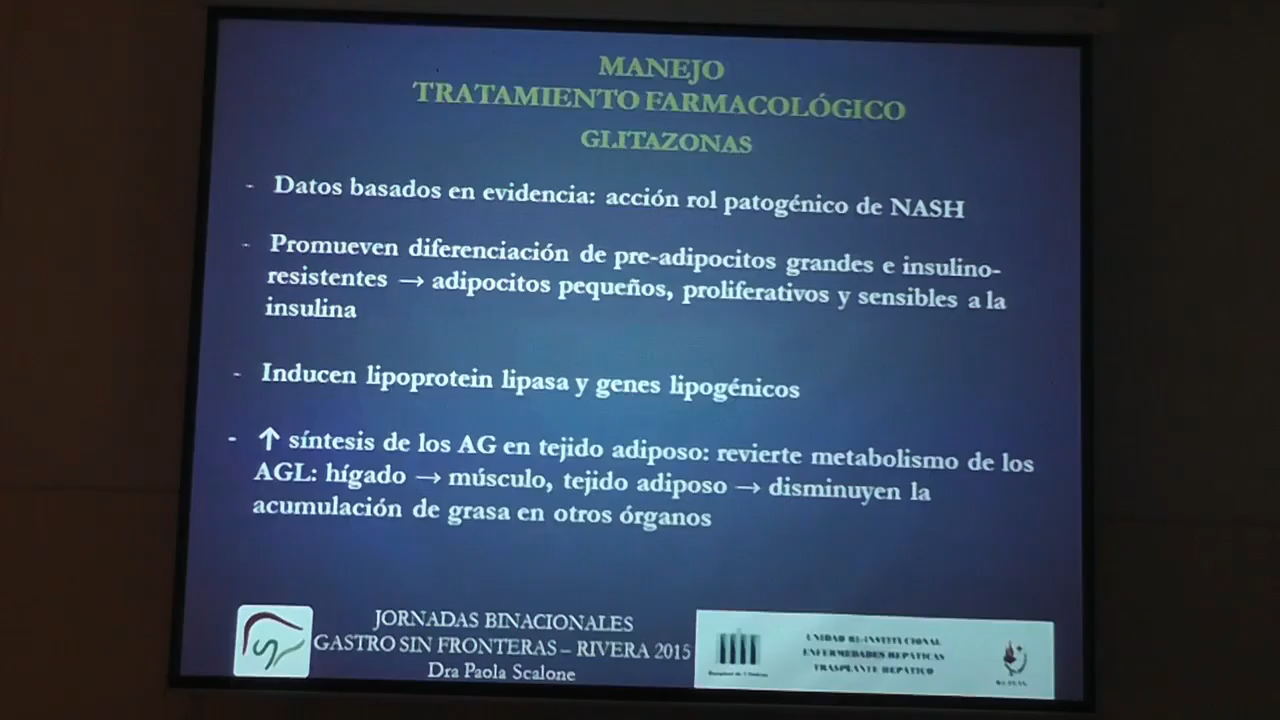 MANEJO
TRATAMIENTO FARMACOLÓGICO
GLITAZONAS
- Datos basados en evidencia: acción rol patogénico de NASH
- Promueven diferenciación de pre-adipocitos grandes e insulino-
resistentes → adipocitos pequeños, proliferativos y sensibles a la
insulina
- Inducen lipoprotein lipasa y genes lipogénicos
- ↑ síntesis de los AG en tejido adiposo: revierte metabolismo de los
AGL: hígado → músculo, tejido adiposo → disminuyen la
acumulación de grasa en otros órganos
JORNADAS BINACIONALES
GASTRO SIN FRONTERAS – RIVERA 2015
Dra Paola Scalone
UNIDAD BI-INSTITUCIONAL
ENFERMEDADES HEPÁTICAS
TRASPLANTE HEPÁTICO